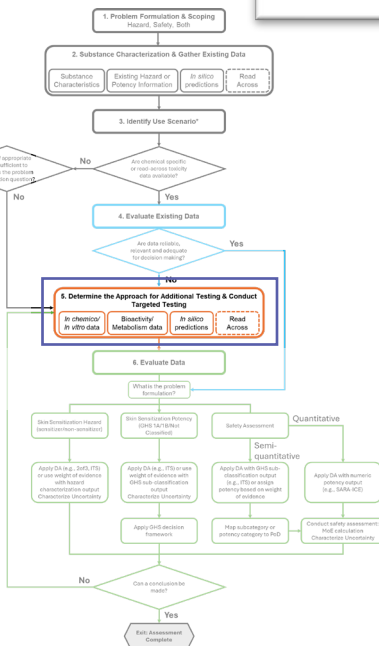 1. Problem Formulation & Scoping
Hazard, Safety, Both
2. Substance Characterization & Gather Existing Data
Substance
Characteristics
Existing Hazard or
Potency Information
In silico
predictions
Read
Across
3. Identify Use Scenario*
appropriate
sufficient to
the problem
question?
No
Are chemical specific
or read-across toxicity
data available?
No
Yes
4. Evaluate Existing Data
Are data reliable,
relevant and adequate
for decision making?
Yes
No
5. Determine the Approach for Additional Testing & Conduct
Targeted Testing
In chemico/
In vitro data
Bioactivity/
Metabolism data
In silico
predictions
Read
Across
6. Evaluate Data
What is the problem
formulation?
Skin Sensitization Hazard
(sensitizer/non-sensitizer)
Skin Sensitization Potency
(GHS 1A/1B/Not
Classified)
Safety Assessment
Quantitative
Semi-
quantitative
Apply DA (e.g., 2of3, ITS)
or use weight of evidence
with hazard
characterization output
Characterize Uncertainty
Apply DA (e.g., ITS) or use
weight of evidence with
GHS sub-classification
output
Characterize Uncertainty
Apply DA with GHS sub-
classification output
(e.g., ITS) or assign
potency based on weight
of evidence
Apply DA with numeric
potency output
(e.g., SARA-ICE)
Apply GHS decision
framework
Map subcategory or
potency category to PoD
Conduct safety assessment:
MoE calculation
Characterize Uncertainty
No
Can a conclusion be
made?
Yes
Exit: Assessment
Complete